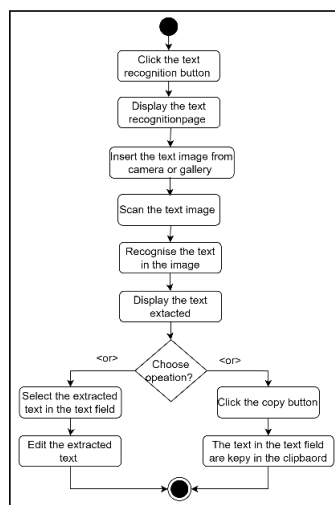 Click the text
recognition button
Display the text
recognitionpage
Insert the text image from
camera or gallery
Scan the text image
Recognise the text
in the image
Display the text
extacted
Choose
opeation?
<or>
<or>
Select the extracted
text in the text field
Click the copy button
Edit the extracted
text
The text in the text field
are kepy in the clipbaord